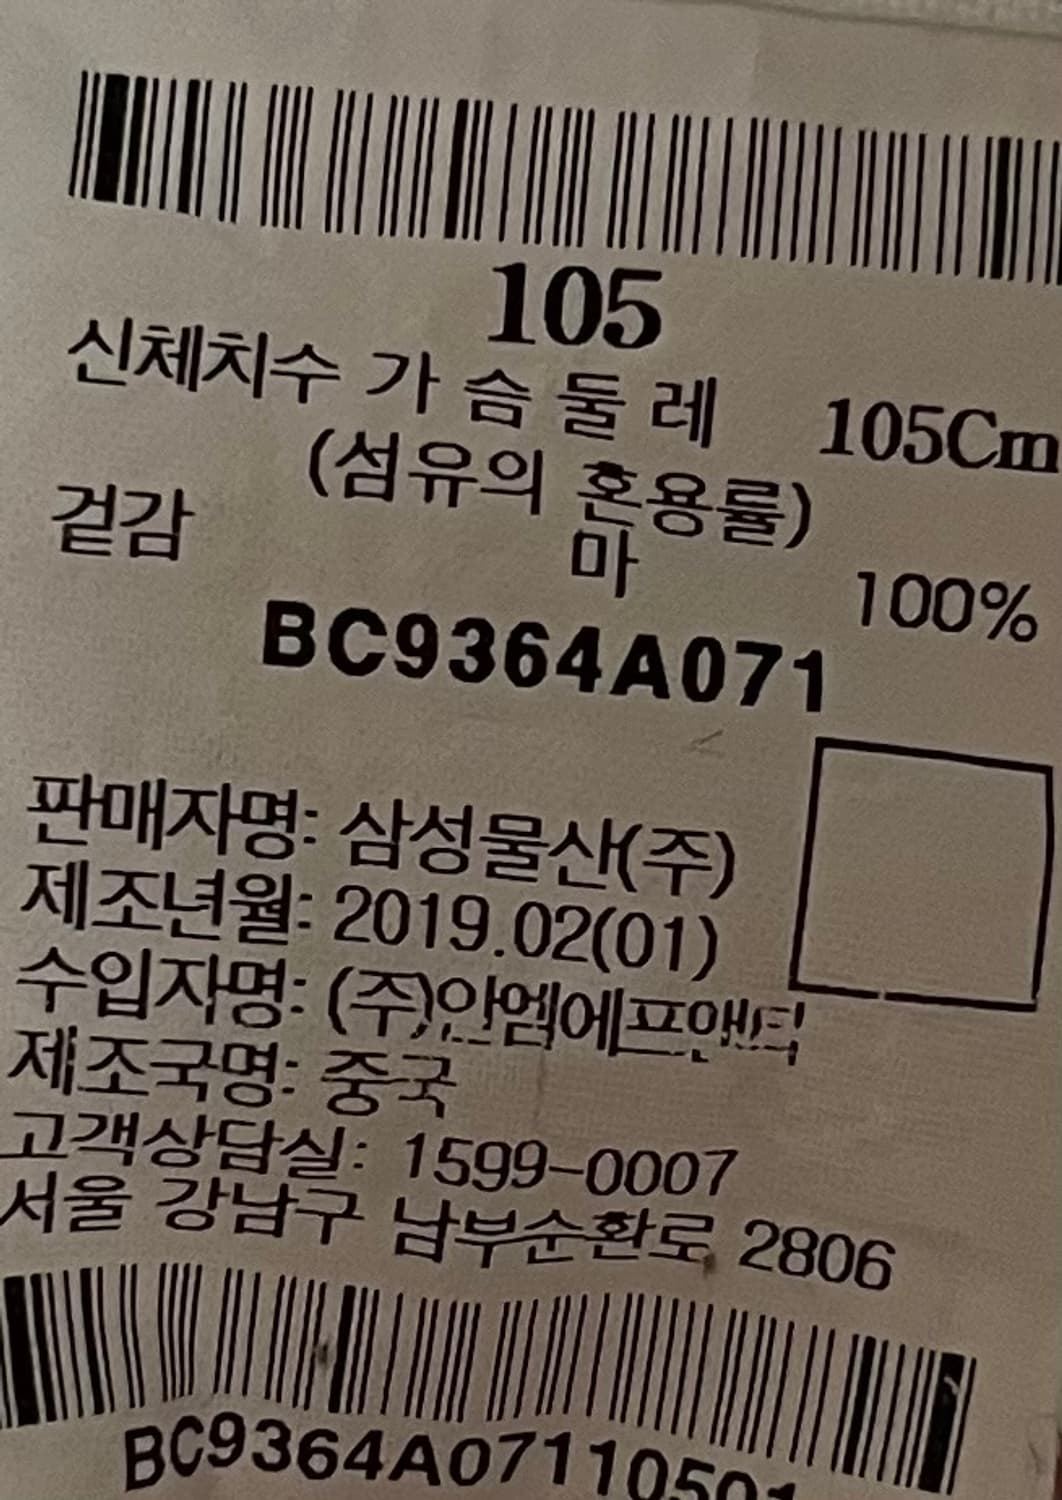 105
신체치수 가 슴 둘 레 105Cm
(섬유의 혼용률)
겉감 마 100%
BC9364A071
판매자명: 삼성물산(주)
제조년월: 2019.02(01)
수입자명: (주)안엠에프앤티
제조국명: 중국
고객상담실: 1599-0007
서울 강남구 남부순환로 2806
BC9364A07110501